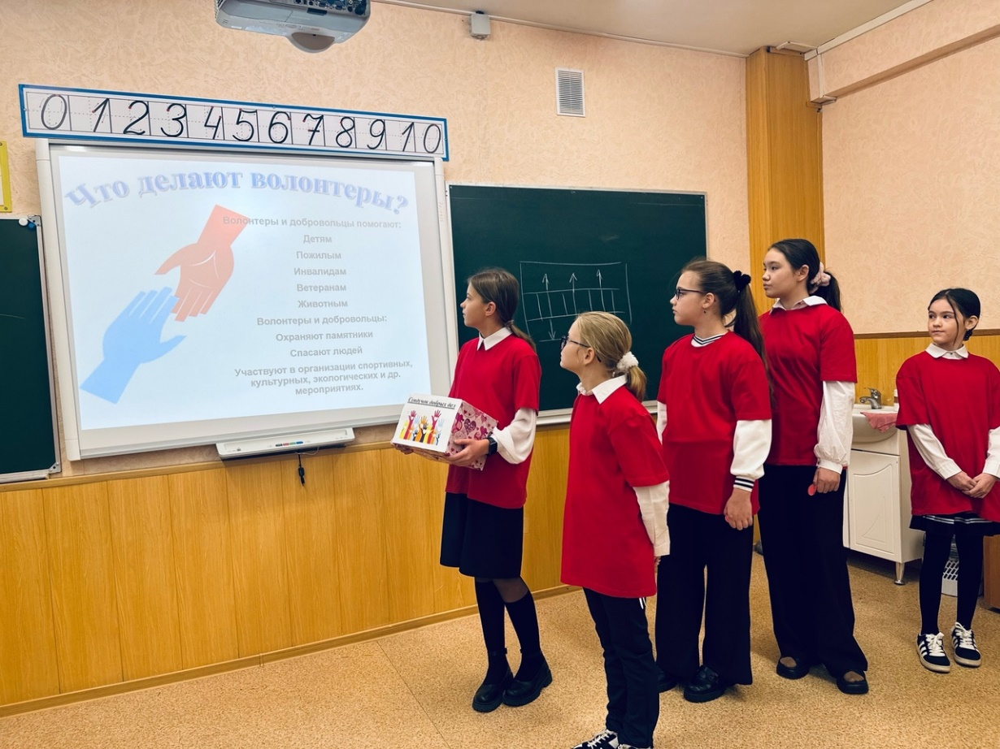 0 1 2 3 4 5 6 7 8 9 10
Что делают волонтеры?
Волонтеры и добровольцы помогают:
Детям
Пожилым
Инвалидам
Ветеранам
Животным
Волонтеры и добровольцы:
Охраняют памятники
Спасают людей
Участвуют в организации спортивных,
культурных, экологических и др.
мероприятиях.
Сундучок добрых дел